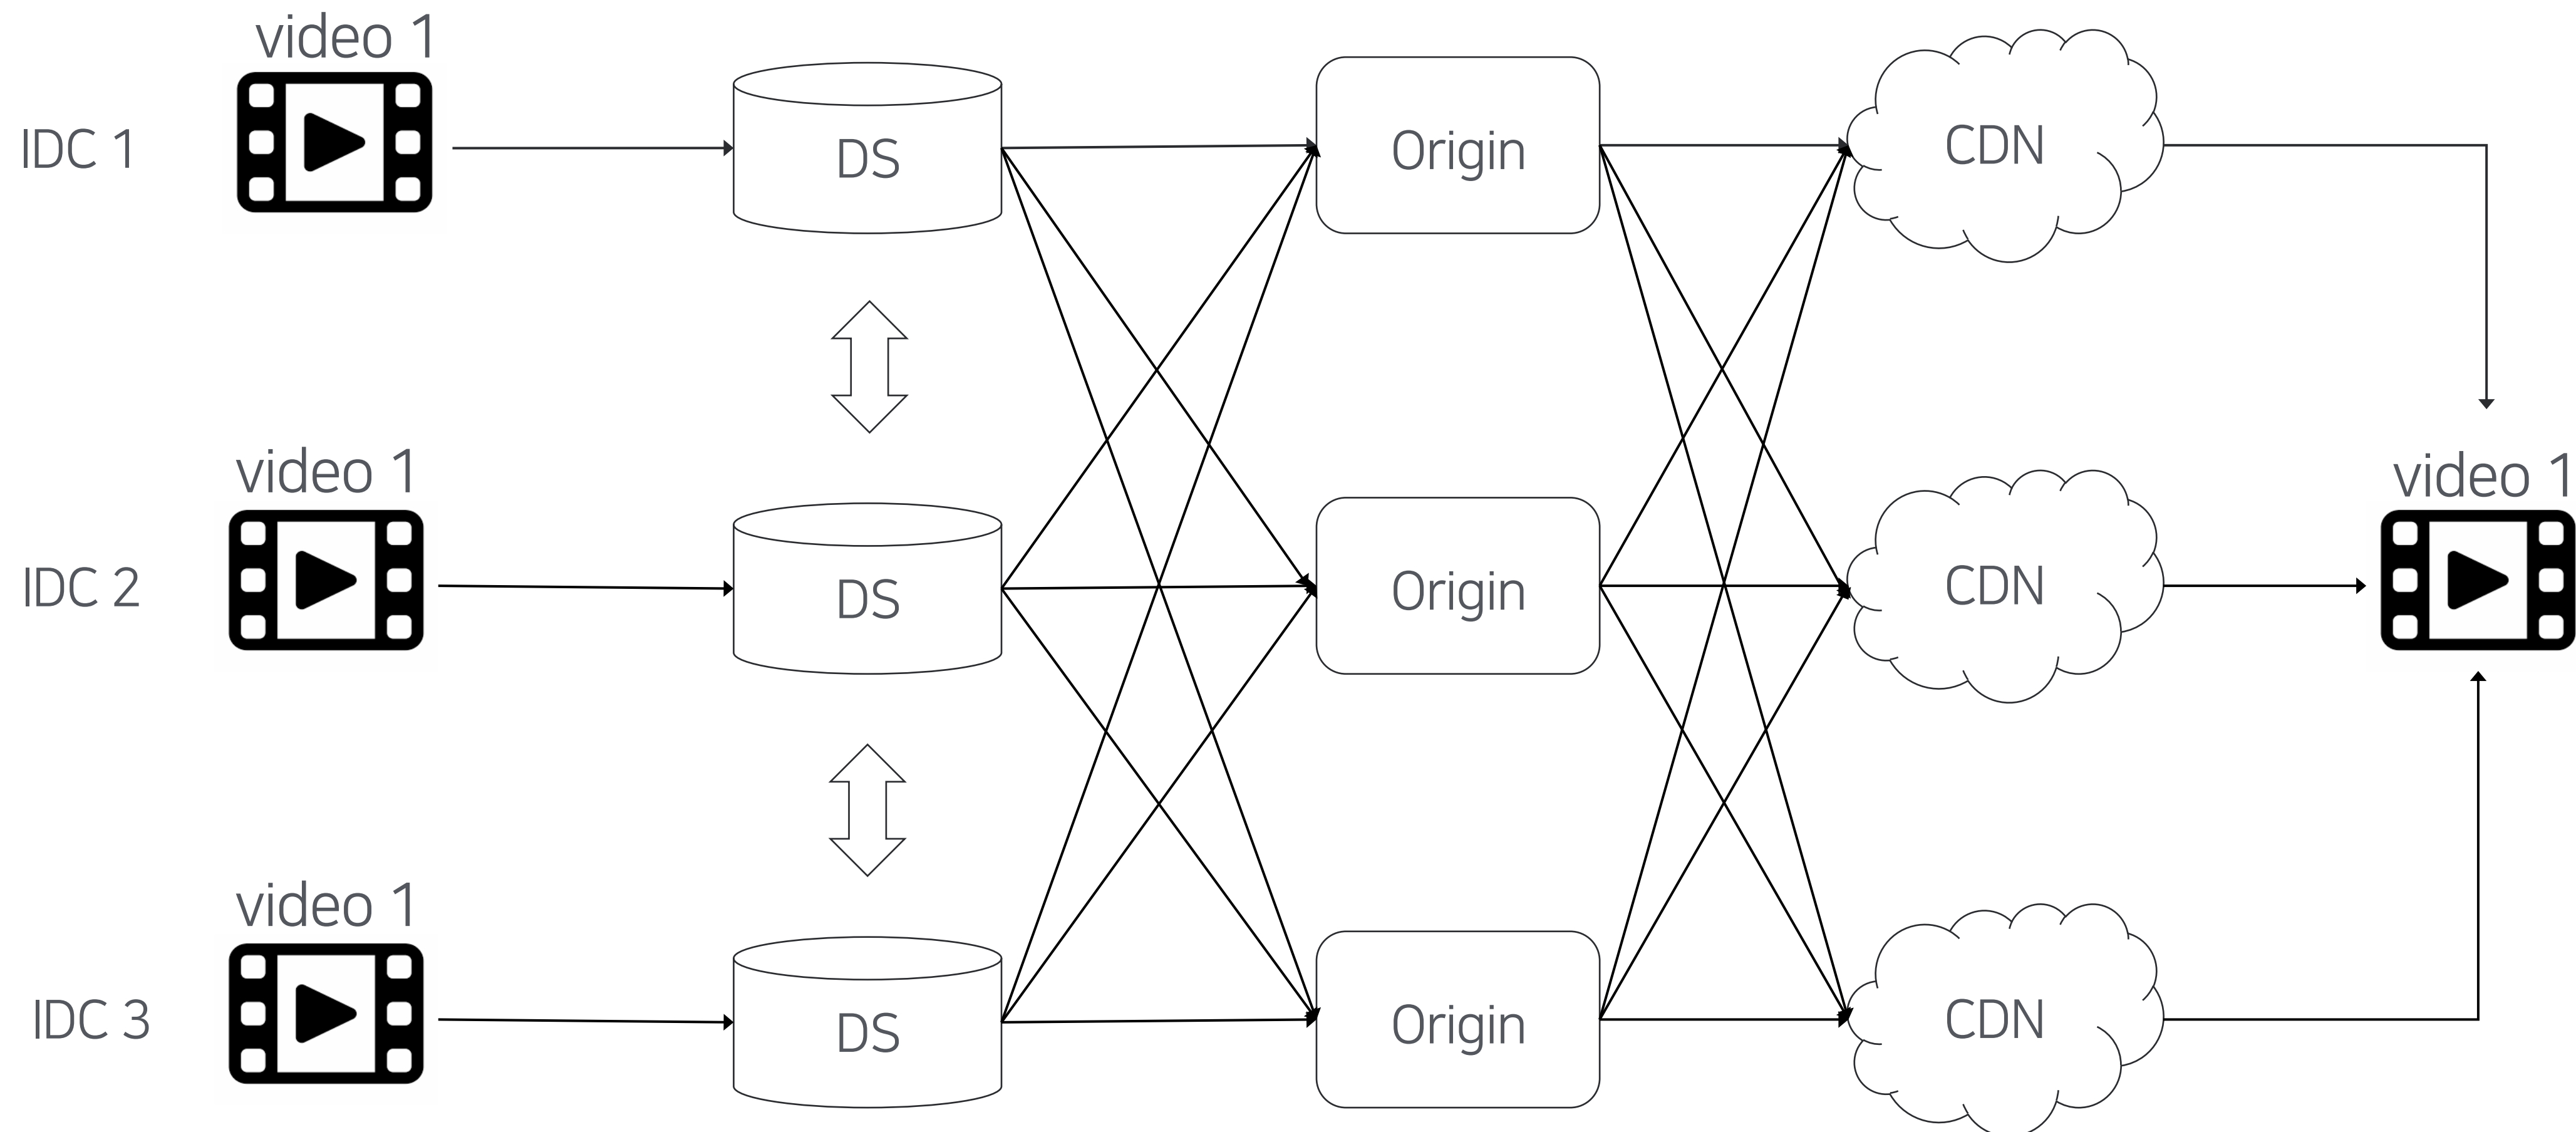 video 1
IDC 1
DS
Origin
CDN
video 1
video 1
IDC 2
DS
Origin
CDN
video 1
IDC 3
DS
Origin
CDN